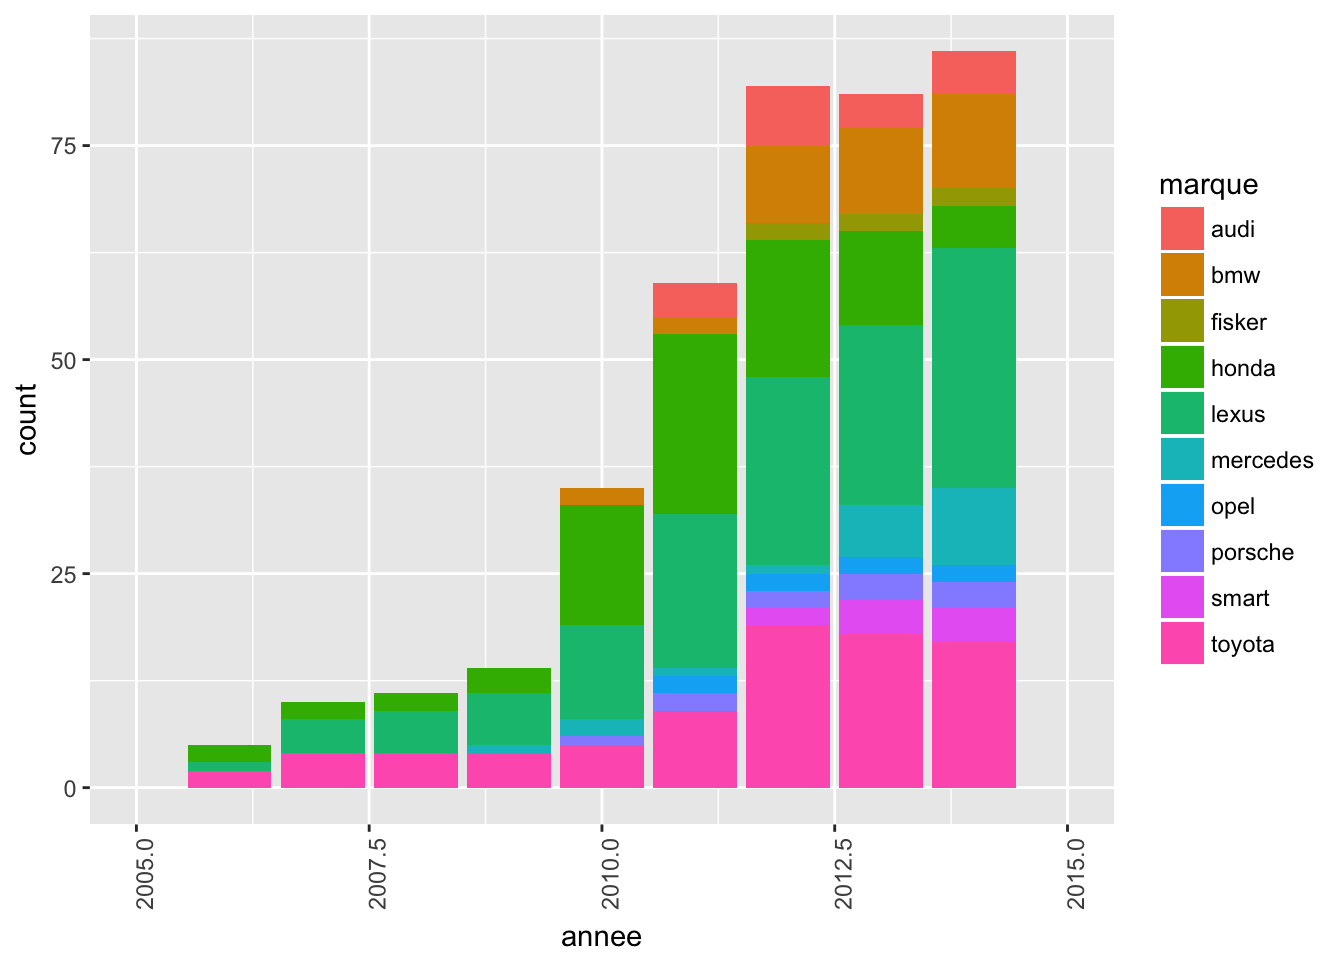 75
50
25
0
count
2005.0
2007.5
2010.0
2012.5
2015.0
annee
marque
audi
bmw
fisker
honda
lexus
mercedes
opel
porsche
smart
toyota